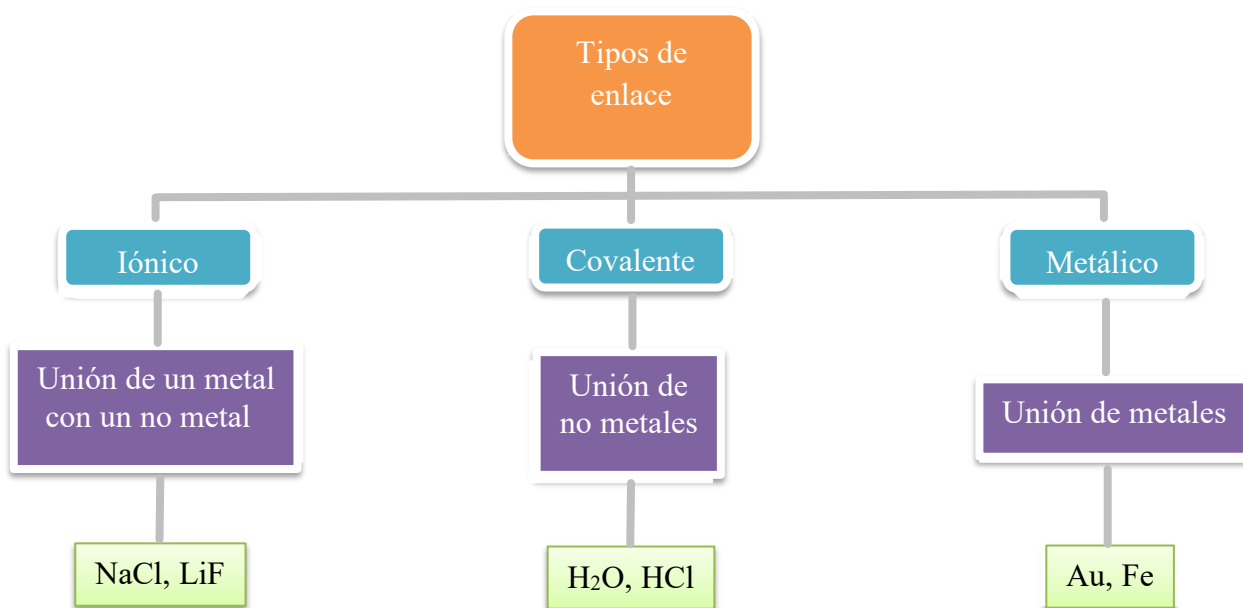 Tipos de
enlace
Iónico
Covalente
Metálico
Unión de un metal
con un no metal
Unión de
no metales
Unión de metales
NaCl, LiF
H₂O, HCl
Au, Fe